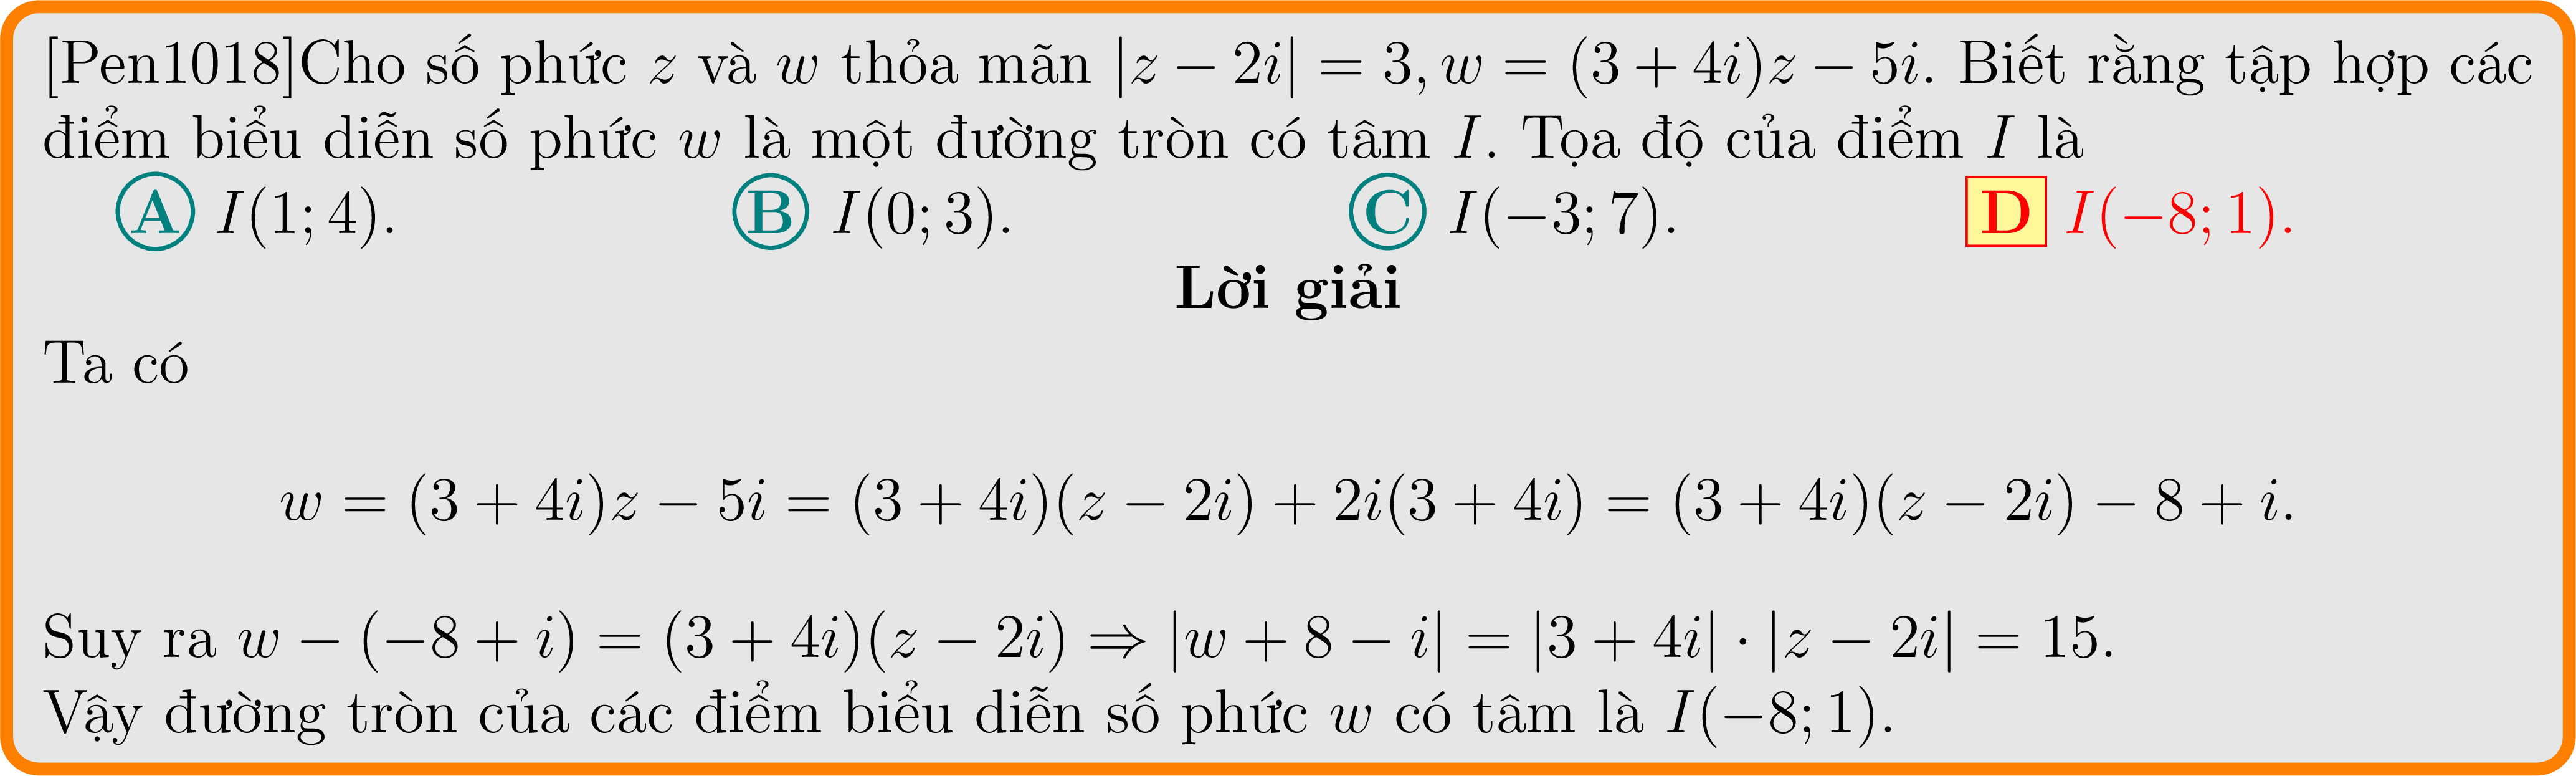 [Pen1018]Cho số phức z và w thỏa mãn |z − 2i| = 3, w = (3 + 4i)z − 5i. Biết rằng tập hợp các
điểm biểu diễn số phức w là một đường tròn có tâm I. Tọa độ của điểm I là
A I(1; 4). B I(0; 3). C I(−3; 7). D I(−8; 1).
Lời giải
Ta có
w = (3 + 4i)z − 5i = (3 + 4i)(z − 2i) + 2i(3 + 4i) = (3 + 4i)(z − 2i) − 8 + i.
Suy ra w − (−8 + i) = (3 + 4i)(z − 2i) ⇒ |w + 8 − i| = |3 + 4i| · |z − 2i| = 15.
Vậy đường tròn của các điểm biểu diễn số phức w có tâm là I(−8; 1).